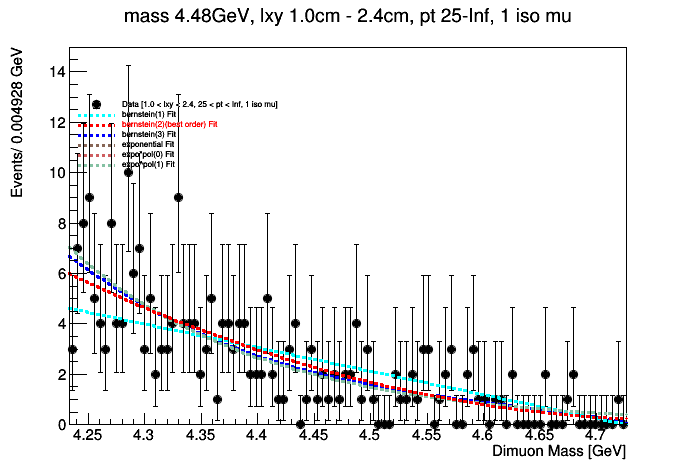 mass 4.48GeV, lxy 1.0cm - 2.4cm, pt 25-Inf, 1 iso mu
Events/ 0.004928 GeV
14
12
10
8
6
4
2
0
Data [1.0 < lxy < 2.4, 25 < pt < Inf, 1 iso mu]
bernstein(1) Fit
bernstein(2)(best order) Fit
bernstein(3) Fit
exponential Fit
expo*pol(0) Fit
expo*pol(1) Fit
4.25 4.3 4.35 4.4 4.45 4.5 4.55 4.6 4.65 4.7
Dimuon Mass [GeV]